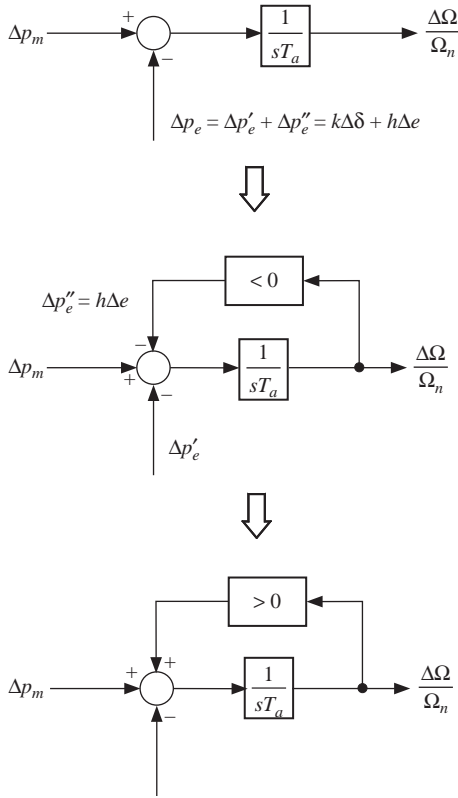 Δp_m + − 1/sT_a ΔΩ/Ω_n
Δp_e = Δp′_e + Δp″_e = kΔδ + hΔe
< 0
Δp″_e = hΔe
Δp_m − + − 1/sT_a ΔΩ/Ω_n
Δp′_e
> 0
Δp_m + + − 1/sT_a ΔΩ/Ω_n